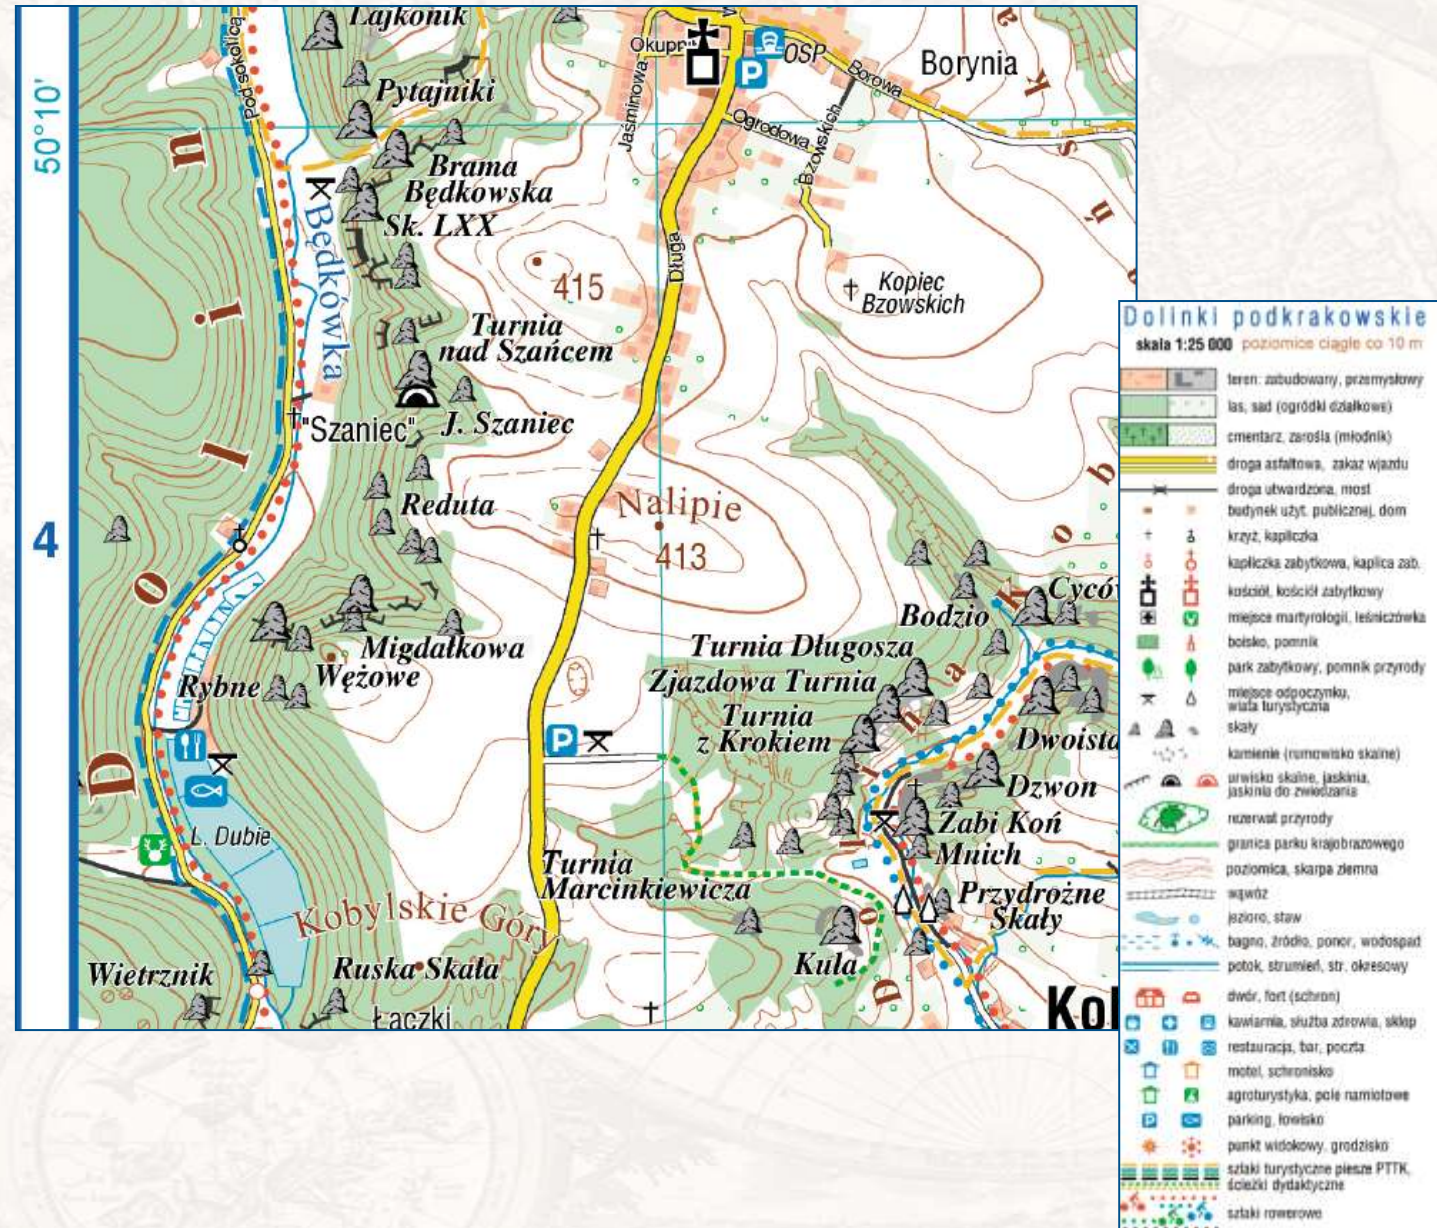 Lajkonik
Pod sokolicą
Okupn
Jaśminowa
OSP
Borowa
Borynia
Pytajniki
50°10'
Ogrodowa
Bzowskich
Brama
Będkowska
Sk. LXX
Będkówka
415
Długa
Kopiec
Bzowskich
Turnia
nad Szańcem
"Szaniec"
J. Szaniec
Reduta
4
Nalipie
413
Cycó
Bodzio
Migdałkowa
Wężowe
Rybne
Turnia Długosza
Zjazdowa Turnia
Turnia
z Krokiem
Dwoista
Dzwon
Żabi Koń
Mnich
L. Dubie
Turnia
Marcinkiewicza
Przydrożne
Skały
Kobylskie Góry
Kula
Wietrznik
Ruska Skała
Łączki
Kob
D o l i n
D o l i n h a K o b
Dolinki podkrakowskie
skala 1:25 000 poziomice ciągłe co 10 m
teren: zabudowany, przemysłowy
las, sad (ogródki działkowe)
cmentarz, zarośla (młodnik)
droga asfaltowa, zakaz wjazdu
droga utwardzona, most
budynek użyt. publicznej, dom
krzyż, kapliczka
kapliczka zabytkowa, kaplica zab.
kościół, kościół zabytkowy
miejsce martyrologii, leśniczówka
boisko, pomnik
park zabytkowy, pomnik przyrody
miejsce odpoczynku,
wiata turystyczna
skały
kamienie (rumowisko skalne)
urwisko skalne, jaskinia,
jaskinia do zwiedzania
rezerwat przyrody
granica parku krajobrazowego
poziomica, skarpa ziemna
wąwóz
jezioro, staw
bagno, źródło, ponor, wodospad
potok, strumień, str. okresowy
dwór, fort (schron)
kawiarnia, służba zdrowia, sklep
restauracja, bar, poczta
motel, schronisko
agroturystyka, pole namiotowe
parking, łowisko
punkt widokowy, grodzisko
szlaki turystyczne piesze PTTK,
ścieżki dydaktyczne
szlaki rowerowe